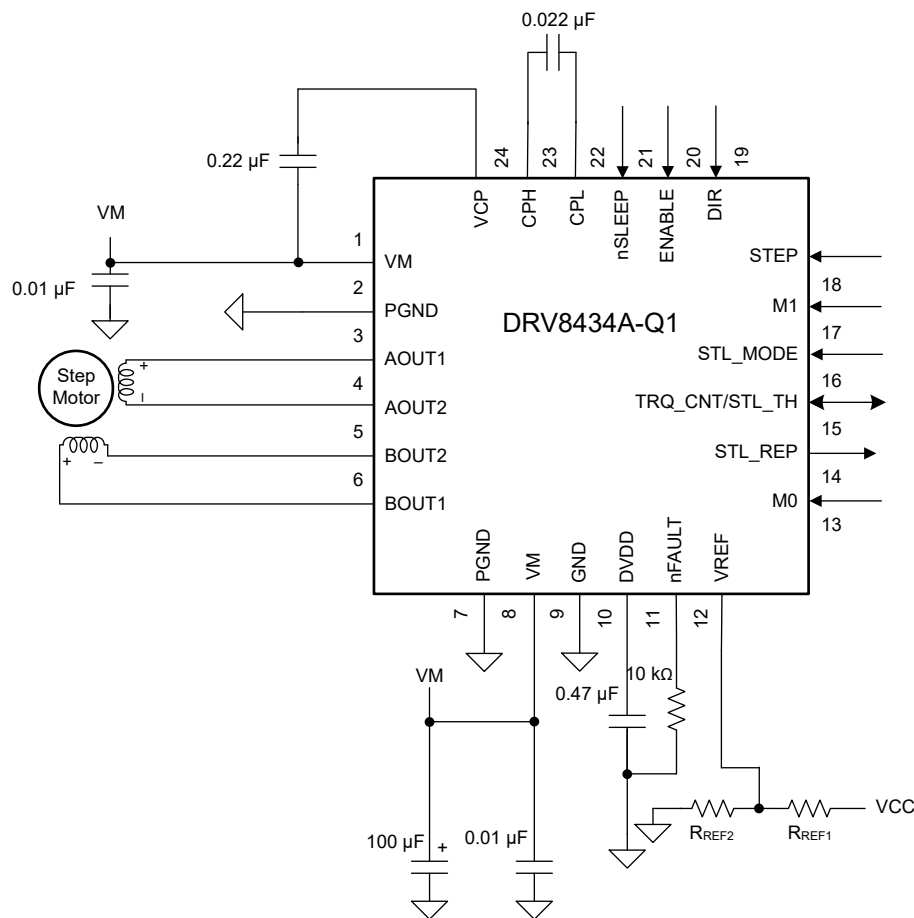 0.022 µF
0.22 µF
24
23
22
21
20
19
VCP
CPH
CPL
nSLEEP
ENABLE
DIR
VM
0.01 µF
1
VM
2
PGND
3
AOUT1
4
AOUT2
5
BOUT2
6
BOUT1
+
–
Step
Motor
+
–
DRV8434A-Q1
STEP
18
M1
17
STL_MODE
16
TRQ_CNT/STL_TH
15
STL_REP
14
M0
13
PGND
VM
GND
DVDD
nFAULT
VREF
7
8
9
10
11
12
VM
0.47 µF
10 kΩ
VCC
RREF2
RREF1
100 µF
+
0.01 µF